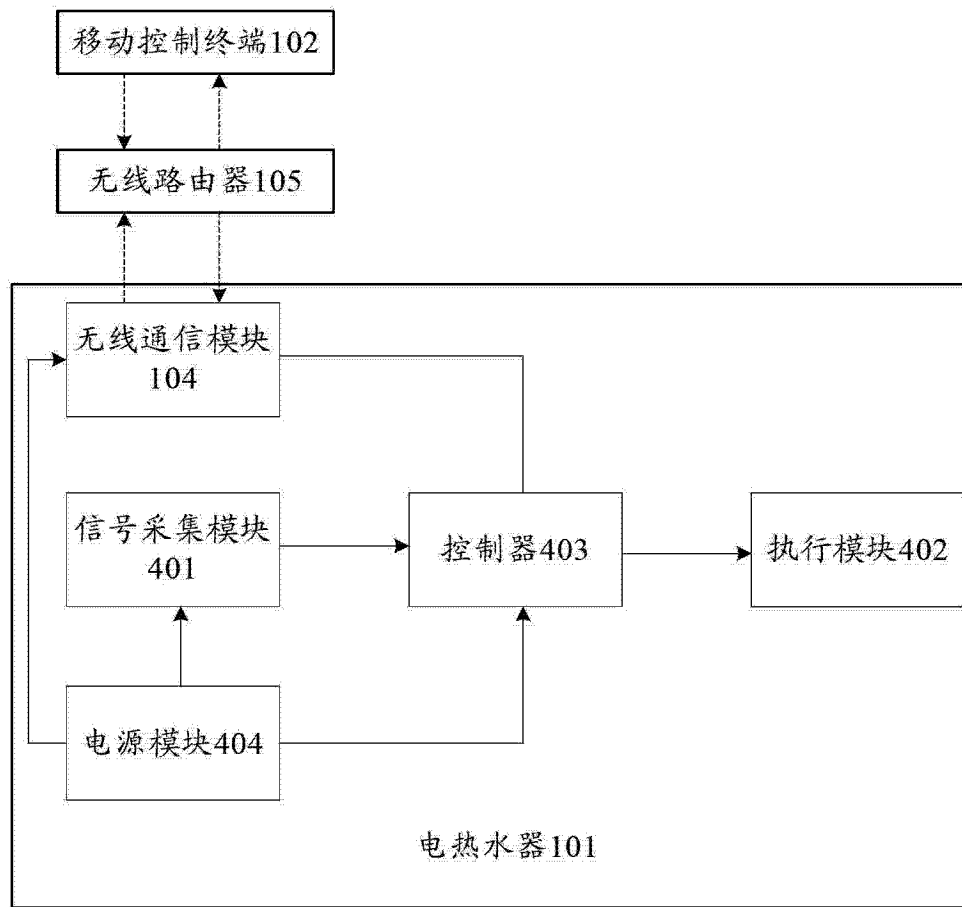 移动控制终端102
无线路由器105
无线通信模块
104
信号采集模块
401
控制器403
执行模块402
电源模块404
电热水器101